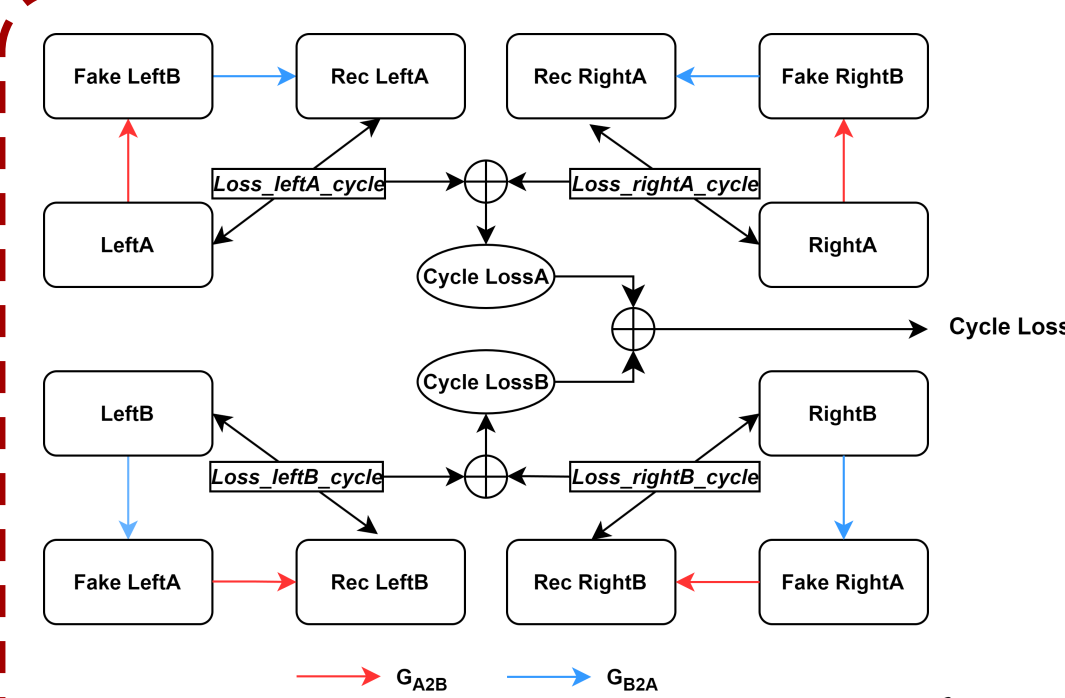 Fake LeftB
Rec LeftA
Rec RightA
Fake RightB
Loss_leftA_cycle
Loss_rightA_cycle
LeftA
RightA
Cycle LossA
Cycle Loss
Cycle LossB
LeftB
RightB
Loss_leftB_cycle
Loss_rightB_cycle
Fake LeftA
Rec LeftB
Rec RightB
Fake RightA
GA2B
GB2A